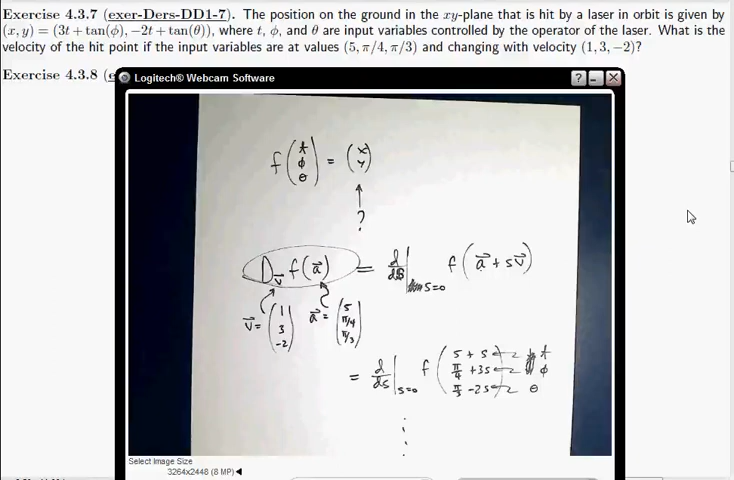 Exercise 4.3.7 (exer-Ders-DD1-7). The position on the ground in the xy-plane that is hit by a laser in orbit is given by
(x, y) = (3t + tan(ϕ), −2t + tan(θ)), where t, ϕ, and θ are input variables controlled by the operator of the laser. What is the
velocity of the hit point if the input variables are at values (5, π/4, π/3) and changing with velocity (1, 3, −2)?
Exercise 4.3.8 (e
Logitech® Webcam Software
f(t ϕ θ) = (x y)
?
D_v⃗ f(a⃗) = d/ds |s=0 f(a⃗ + sv⃗)
v⃗ = (1 3 -2) a⃗ = (5 π/4 π/3)
= d/ds |s=0 f(5 + s π/4 + 3s π/3 - 2s) t ϕ θ
Select Image Size
3264x2448 (8 MP)